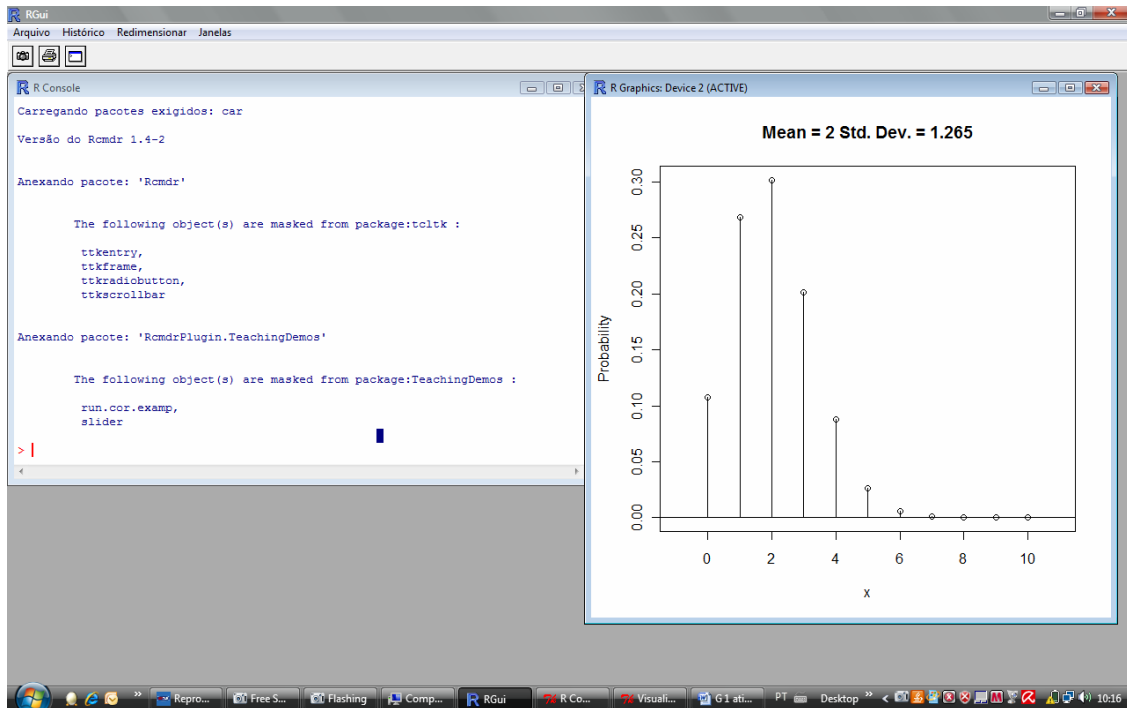 RGui
Arquivo Histórico Redimensionar Janelas
R Console
Carregando pacotes exigidos: car
Versão do Rcmdr 1.4-2
Anexando pacote: 'Rcmdr'
The following object(s) are masked from package:tcltk :
ttkentry,
ttkframe,
ttkradiobutton,
ttkscrollbar
Anexando pacote: 'RcmdrPlugin.TeachingDemos'
The following object(s) are masked from package:TeachingDemos :
run.cor.examp,
slider
>
R Graphics: Device 2 (ACTIVE)
Mean = 2 Std. Dev. = 1.265
Probability
0.30
0.25
0.20
0.15
0.10
0.05
0.00
0 2 4 6 8 10
x
Repro... Free S... Flashing Comp... RGui R Co... Visuali... G 1 ati... PT Desktop 10:16